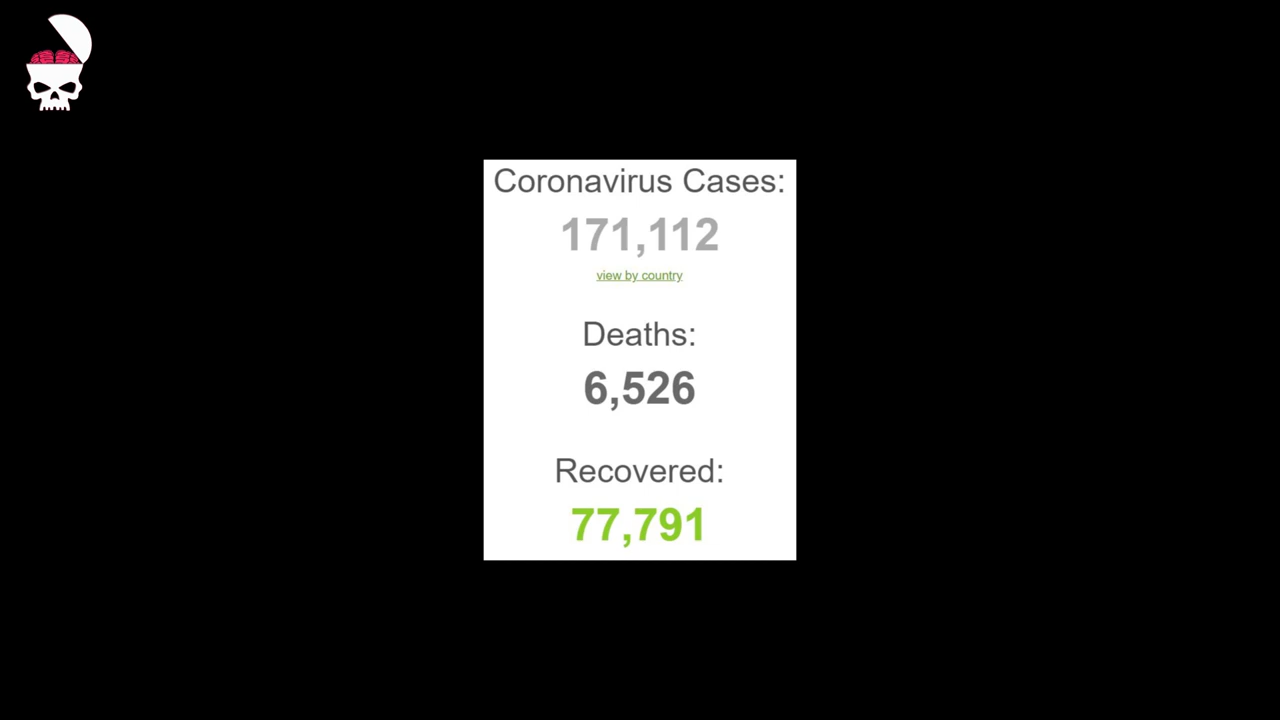 Coronavirus Cases:
171,112
view by country
Deaths:
6,526
Recovered:
77,791